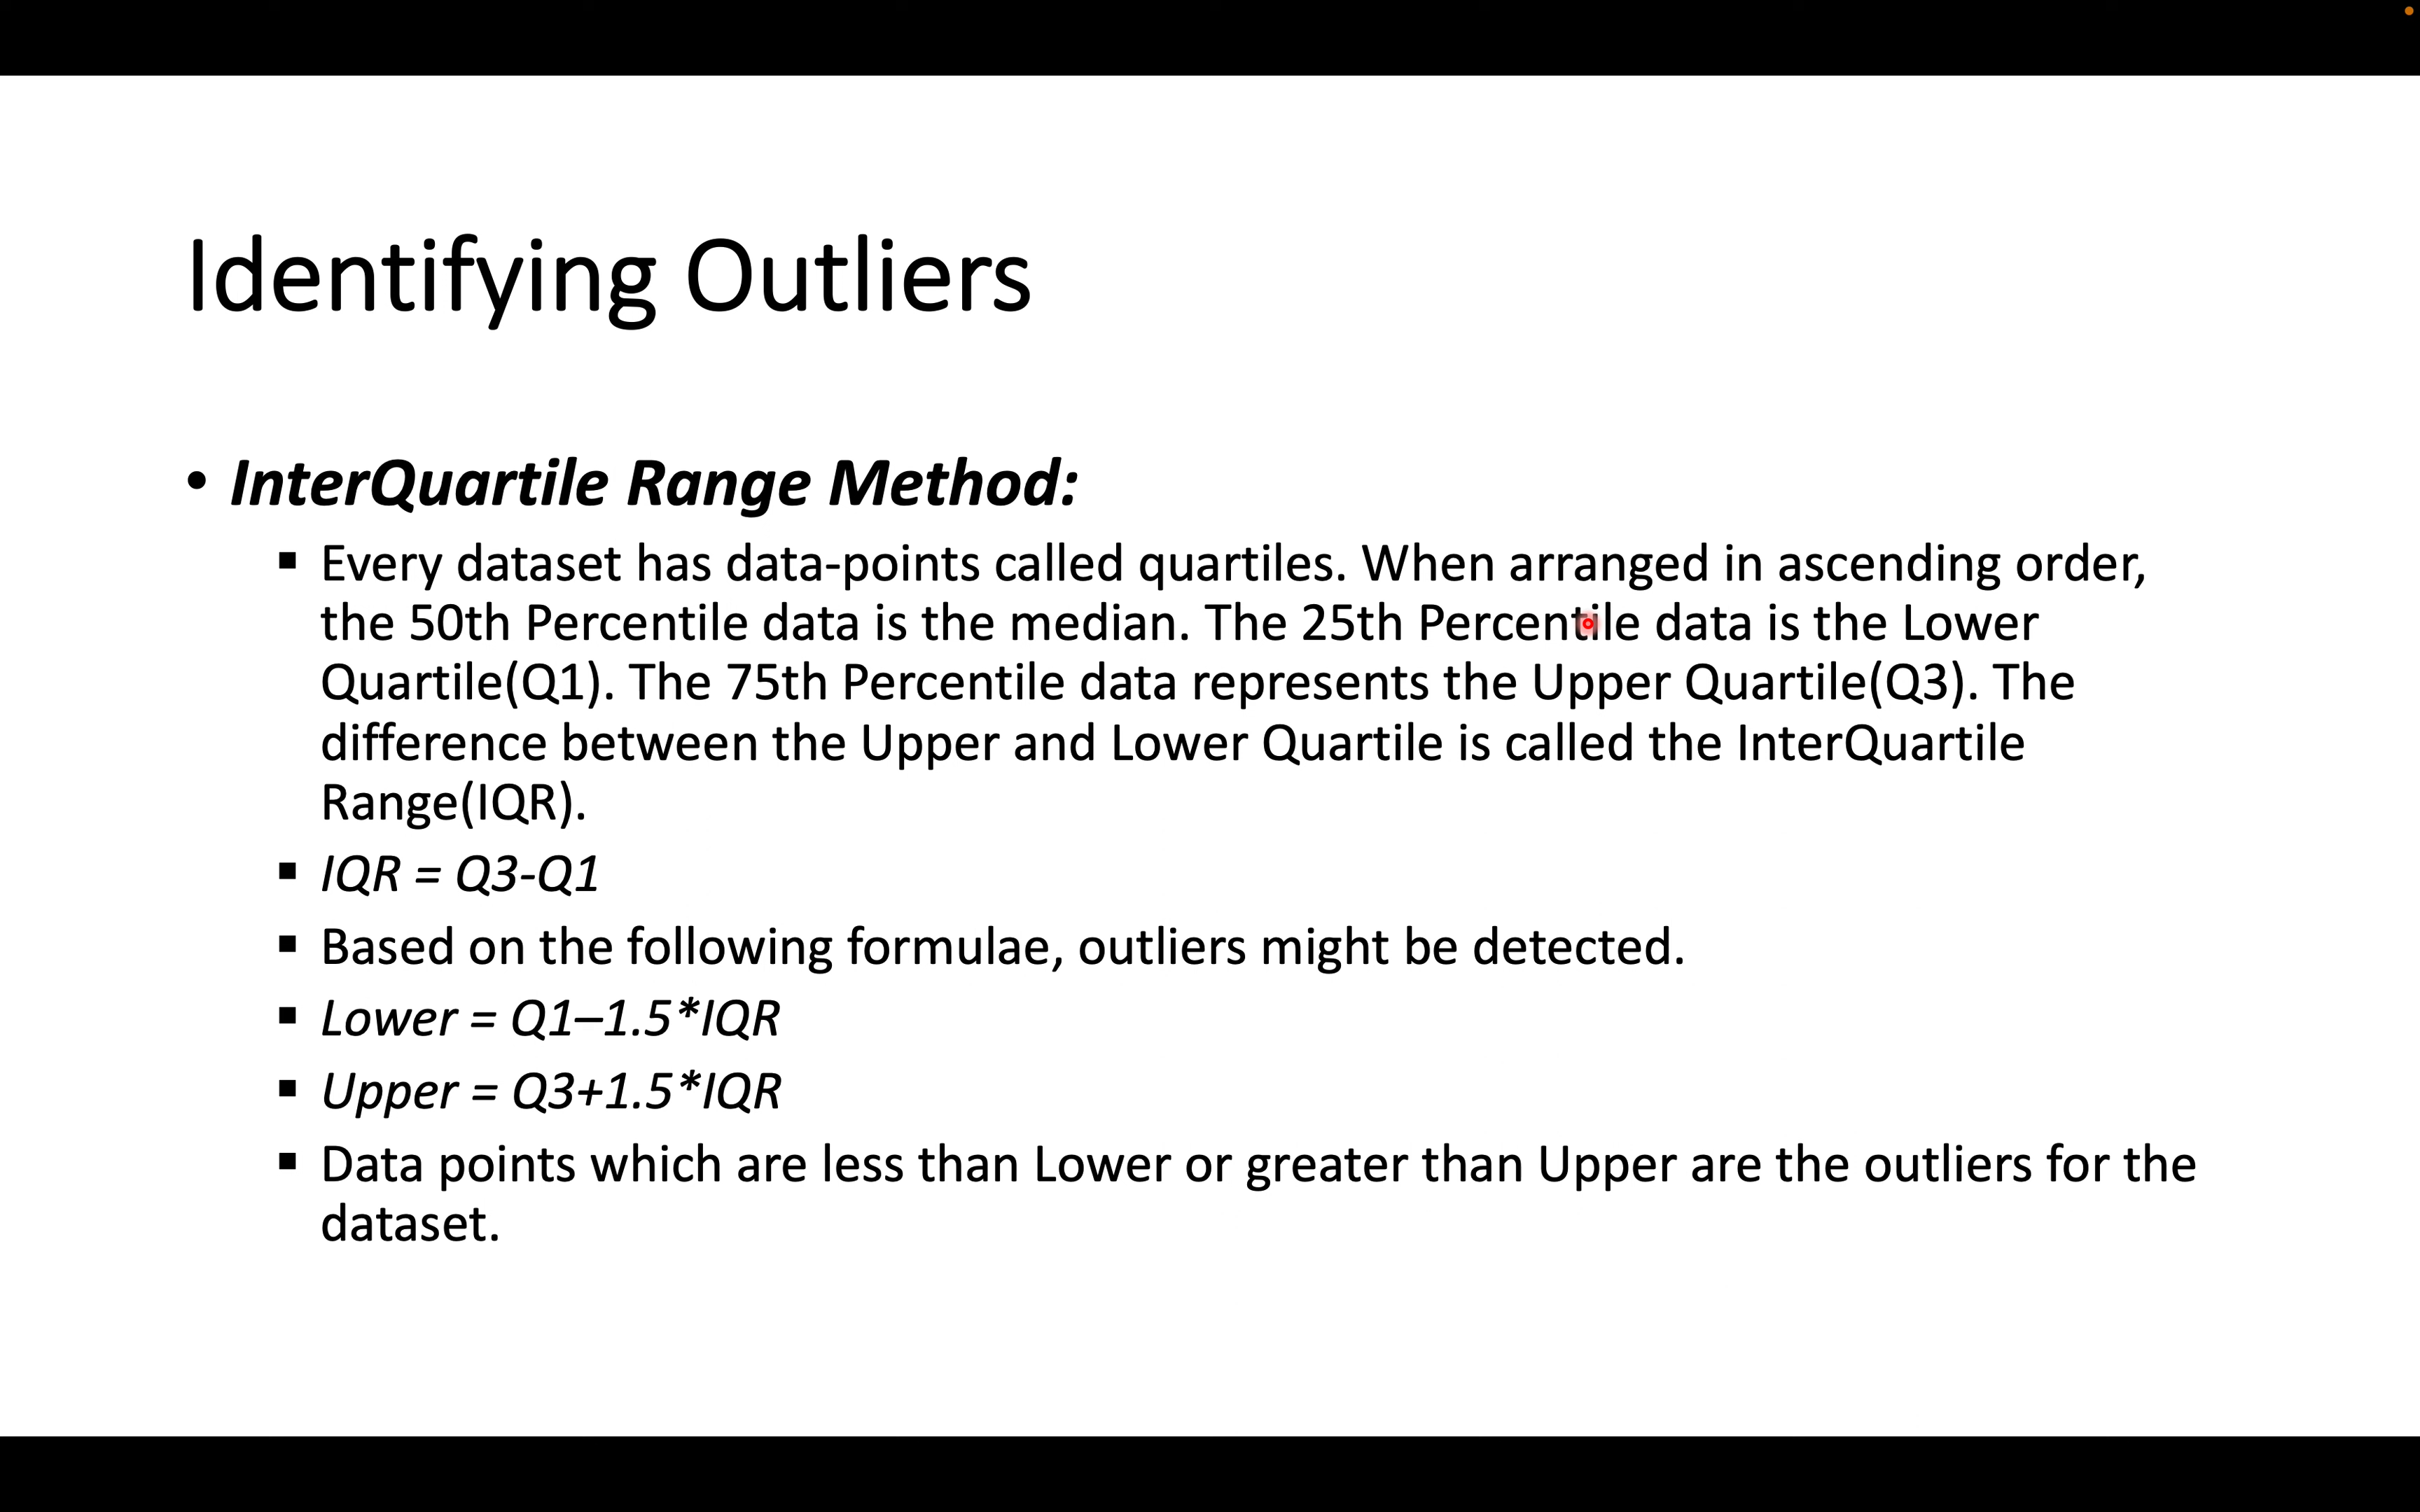 Identifying Outliers
• InterQuartile Range Method:
▪ Every dataset has data-points called quartiles. When arranged in ascending order,
the 50th Percentile data is the median. The 25th Percentile data is the Lower
Quartile(Q1). The 75th Percentile data represents the Upper Quartile(Q3). The
difference between the Upper and Lower Quartile is called the InterQuartile
Range(IQR).
▪ IQR = Q3-Q1
▪ Based on the following formulae, outliers might be detected.
▪ Lower = Q1–1.5*IQR
▪ Upper = Q3+1.5*IQR
▪ Data points which are less than Lower or greater than Upper are the outliers for the
dataset.